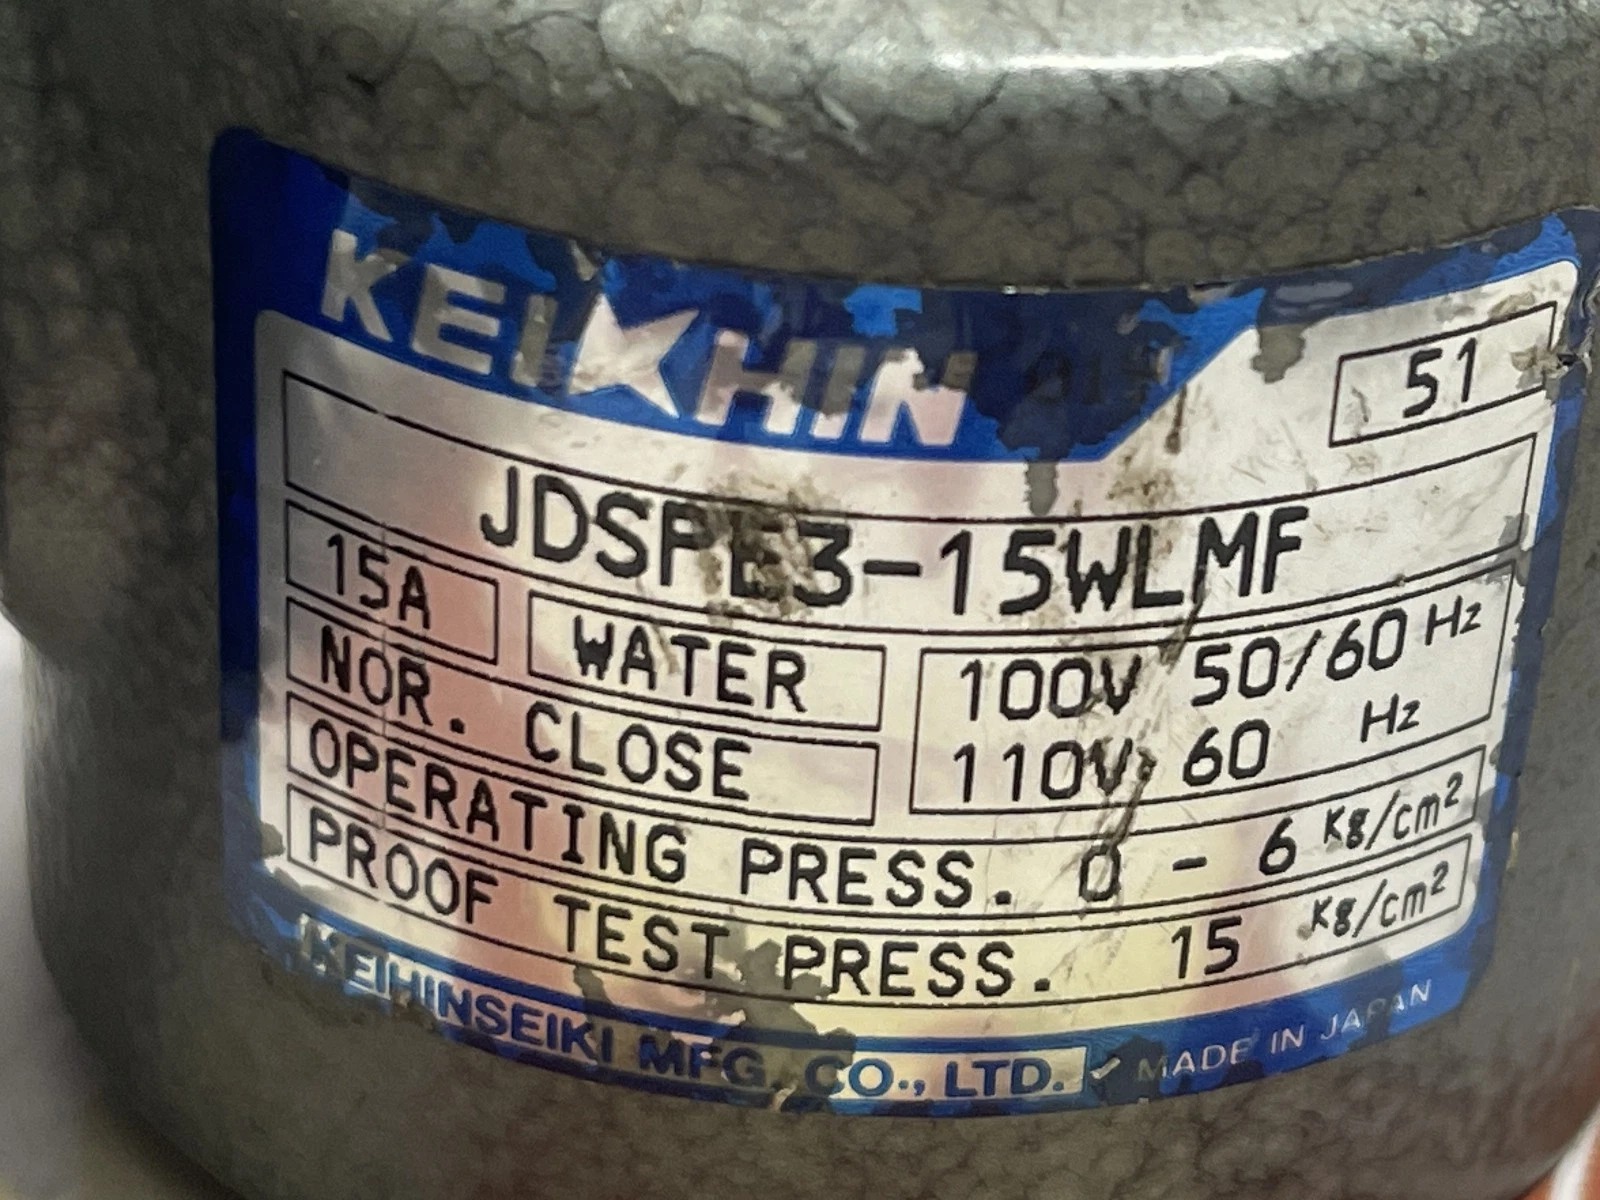 KEIHIN
51
JDSPE3-15WLMF
15A WATER 100V 50/60 Hz
NOR. CLOSE 110V 60 Hz
OPERATING PRESS. 0 - 6 Kg/cm²
PROOF TEST PRESS. 15 Kg/cm²
KEIHINSEIKI MFG. CO., LTD. MADE IN JAPAN